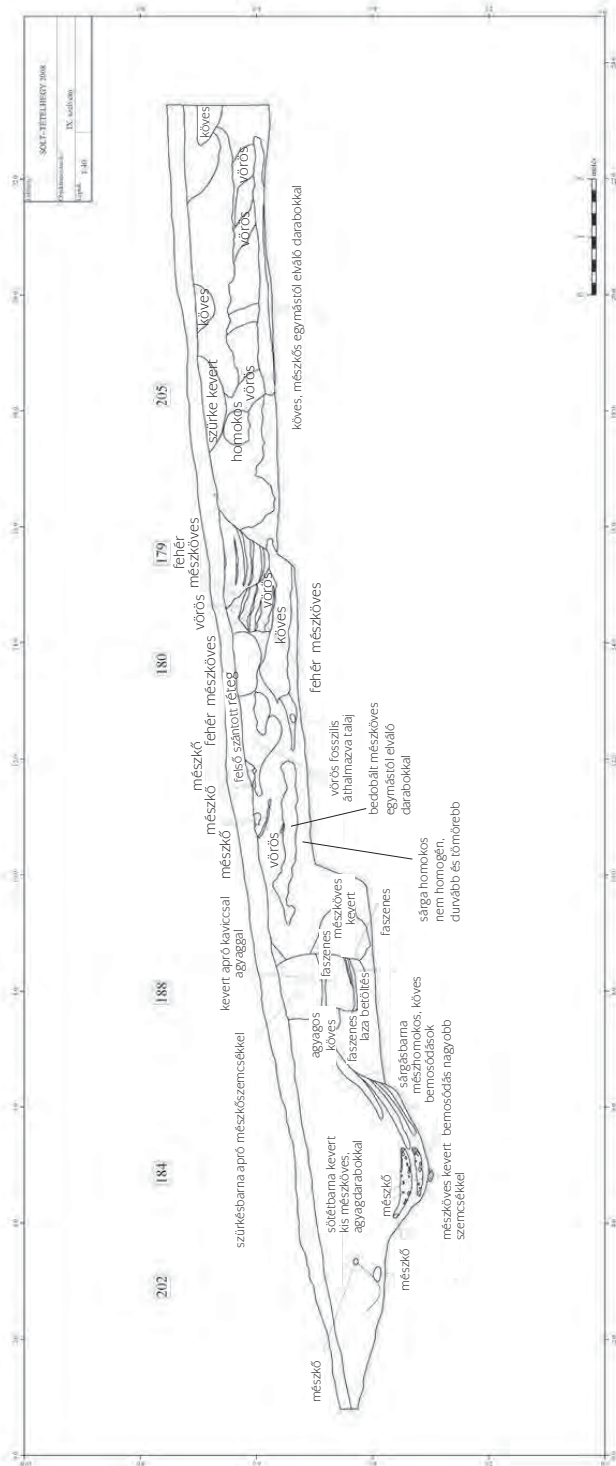 SOLT-TÉTELHEGY 2008
IX. szelvény
1:40
202
184
188
180
179
205
szürkésbarna apró mészkőszemcsékkel
kevert apró kaviccsal
agyaggal
mészkő
mészkő
mészkő
fehér mészköves
felső szántott réteg
vörös
fehér
mészköves
szürke kevert
homokos
vörös
köves
vörös
vörös
köves
vörös
köves
fehér mészköves
köves, mészkős egymástól elváló darabokkal
vörös
vörös fosszilis
áthalmazva talaj
bedobált mészköves
egymástól elváló
darabokkal
sárga homokos
nem homogén,
durvább és tömörebb
faszenes
mészköves
kevert
faszenes
agyagos
köves
faszenes
laza betöltés
sárgásbarna
mészhomokos, köves
bemosódások
sötétbarna kevert
kis mészköves,
agyagdarabokkal
mészkő
mészköves kevert bemosódás nagyobb
szemcsékkel
mészkő
mészkő